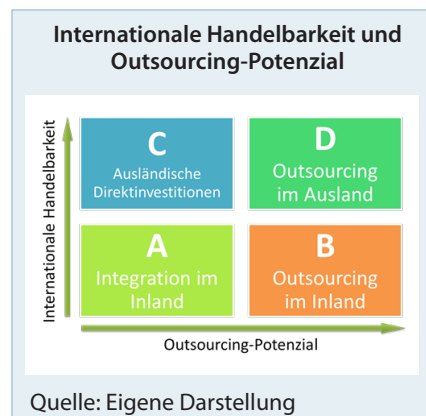 Internationale Handelbarkeit und
Outsourcing-Potenzial
Internationale Handelbarkeit
C
Ausländische
Direktinvestitionen
D
Outsourcing
im Ausland
A
Integration im
Inland
B
Outsourcing
im Inland
Outsourcing-Potenzial
Quelle: Eigene Darstellung